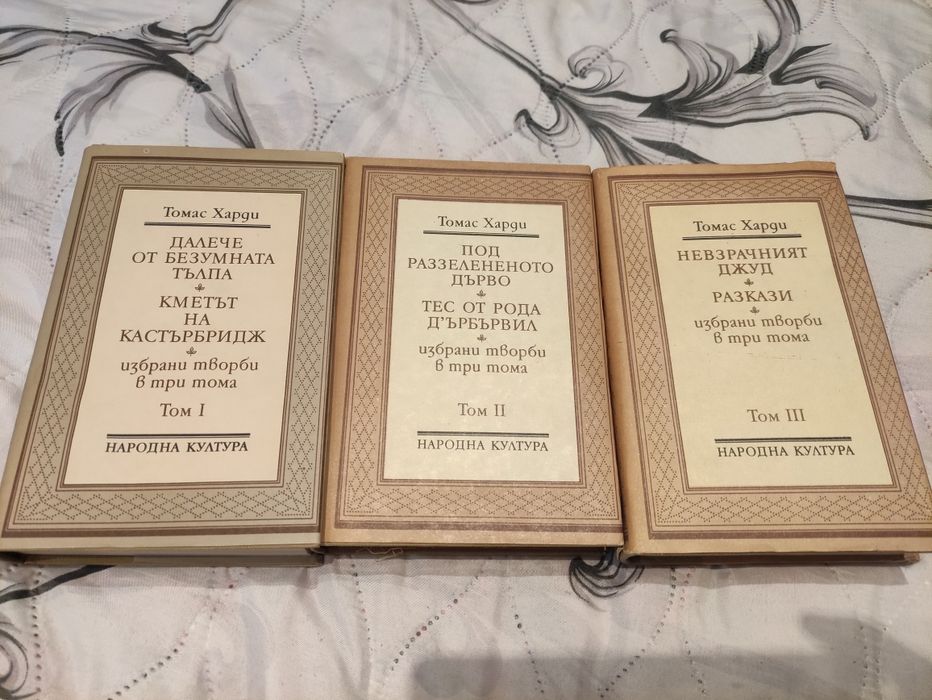 Томас Харди
ДАЛЕЧЕ
ОТ БЕЗУМНАТА
ТЪЛПА
КМЕТЪТ
НА
КАСТЪРБРИДЖ
избрани творби
в три тома
Том I
НАРОДНА КУЛТУРА
Томас Харди
ПОД
РАЗЗЕЛЕНЕНОТО
ДЪРВО
ТЕС ОТ РОДА
Д'ЪРБЪРВИЛ
избрани творби
в три тома
Том II
НАРОДНА КУЛТУРА
Томас Харди
НЕВЗРАЧНИЯТ
ДЖУД
РАЗКАЗИ
избрани творби
в три тома
Том III
НАРОДНА КУЛТУРА